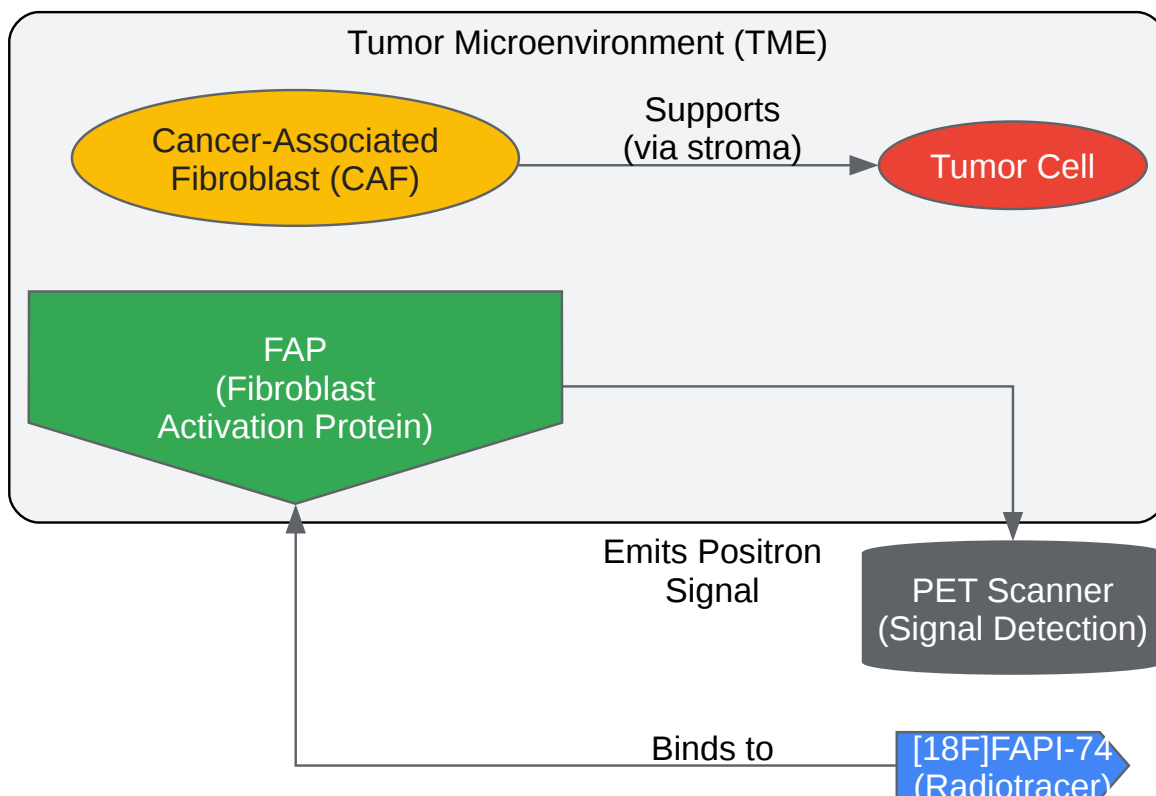 Tumor Microenvironment (TME)
Cancer-Associated
Fibroblast (CAF)
Supports
(via stroma)
Tumor Cell
FAP
(Fibroblast
Activation Protein)
Emits Positron
Signal
PET Scanner
(Signal Detection)
Binds to
[18F]FAPI-74
(Radiotracer)